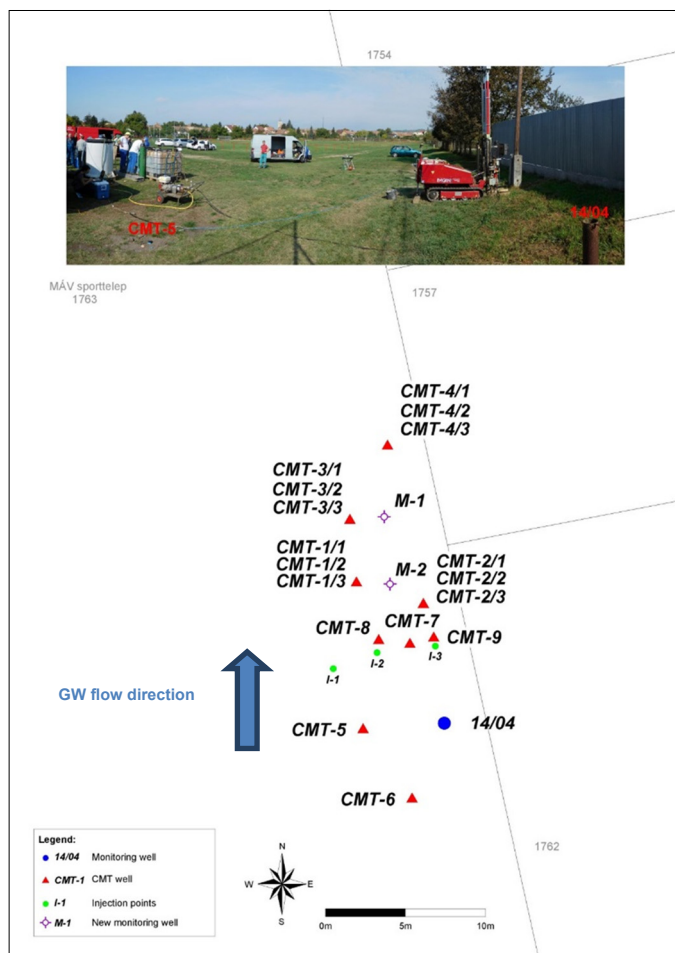 1754
CMT-5
14/04
MÁV sporttelep
1763
1757
CMT-4/1
CMT-4/2
CMT-4/3
CMT-3/1
CMT-3/2
CMT-3/3
M-1
CMT-1/1
CMT-1/2
CMT-1/3
M-2
CMT-2/1
CMT-2/2
CMT-2/3
CMT-7
CMT-8
CMT-9
I-1
I-2
I-3
GW flow direction
CMT-5
14/04
CMT-6
1762
Legend:
14/04 Monitoring well
CMT-1 CMT well
I-1 Injection points
M-1 New monitoring well
N
W E
S
0m 5m 10m